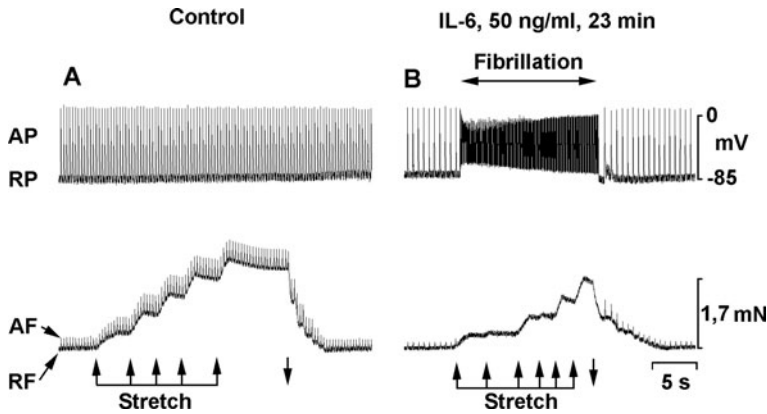 Control
IL-6, 50 ng/ml, 23 min
Fibrillation
A
B
AP
RP
0
mV
-85
AF
RF
1,7 mN
Stretch
Stretch
5 s